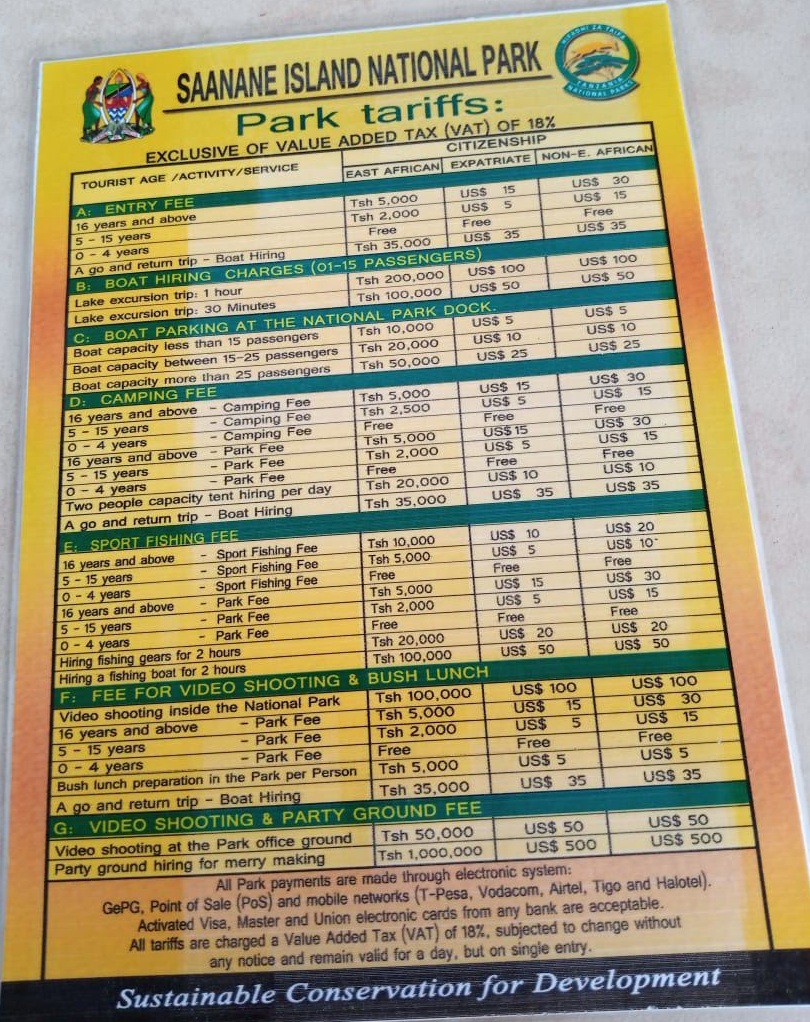 SAANANE ISLAND NATIONAL PARK
HIFADHI ZA TAIFA
TANZANIA
NATIONAL PARKS
Park tariffs:
EXCLUSIVE OF VALUE ADDED TAX (VAT) OF 18%
TOURIST AGE /ACTIVITY/SERVICE CITIZENSHIP
EAST AFRICAN EXPATRIATE NON-E. AFRICAN
A: ENTRY FEE
16 years and above Tsh 5,000 US$ 15 US$ 30
5 - 15 years Tsh 2,000 US$ 5 US$ 15
0 - 4 years Free Free Free
A go and return trip - Boat Hiring Tsh 35,000 US$ 35 US$ 35
B: BOAT HIRING CHARGES (01-15 PASSENGERS)
Lake excursion trip: 1 hour Tsh 200,000 US$ 100 US$ 100
Lake excursion trip: 30 Minutes Tsh 100,000 US$ 50 US$ 50
C: BOAT PARKING AT THE NATIONAL PARK DOCK.
Boat capacity less than 15 passengers Tsh 10,000 US$ 5 US$ 5
Boat capacity between 15-25 passengers Tsh 20,000 US$ 10 US$ 10
Boat capacity more than 25 passengers Tsh 50,000 US$ 25 US$ 25
D: CAMPING FEE
16 years and above - Camping Fee Tsh 5,000 US$ 15 US$ 30
5 - 15 years - Camping Fee Tsh 2,500 US$ 5 US$ 15
0 - 4 years - Camping Fee Free Free Free
16 years and above - Park Fee Tsh 5,000 US$ 15 US$ 30
5 - 15 years - Park Fee Tsh 2,000 US$ 5 US$ 15
0 - 4 years - Park Fee Free Free Free
Two people capacity tent hiring per day Tsh 20,000 US$ 10 US$ 10
A go and return trip - Boat Hiring Tsh 35,000 US$ 35 US$ 35
E: SPORT FISHING FEE
16 years and above - Sport Fishing Fee Tsh 10,000 US$ 10 US$ 20
5 - 15 years - Sport Fishing Fee Tsh 5,000 US$ 5 US$ 10
0 - 4 years - Sport Fishing Fee Free Free Free
16 years and above - Park Fee Tsh 5,000 US$ 15 US$ 30
5 - 15 years - Park Fee Tsh 2,000 US$ 5 US$ 15
0 - 4 years - Park Fee Free Free Free
Hiring fishing gears for 2 hours Tsh 20,000 US$ 20 US$ 20
Hiring a fishing boat for 2 hours Tsh 100,000 US$ 50 US$ 50
F: FEE FOR VIDEO SHOOTING & BUSH LUNCH
Video shooting inside the National Park Tsh 100,000 US$ 100 US$ 100
16 years and above - Park Fee Tsh 5,000 US$ 15 US$ 30
5 - 15 years - Park Fee Tsh 2,000 US$ 5 US$ 15
0 - 4 years - Park Fee Free Free Free
Bush lunch preparation in the Park per Person Tsh 5,000 US$ 5 US$ 5
A go and return trip - Boat Hiring Tsh 35,000 US$ 35 US$ 35
G: VIDEO SHOOTING & PARTY GROUND FEE
Video shooting at the Park office ground Tsh 50,000 US$ 50 US$ 50
Party ground hiring for merry making Tsh 1,000,000 US$ 500 US$ 500
All Park payments are made through electronic system:
GePG, Point of Sale (PoS) and mobile networks (T-Pesa, Vodacom, Airtel, Tigo and Halotel).
Activated Visa, Master and Union electronic cards from any bank are acceptable.
All tariffs are charged a Value Added Tax (VAT) of 18%, subjected to change without
any notice and remain valid for a day, but on single entry.
Sustainable Conservation for Development